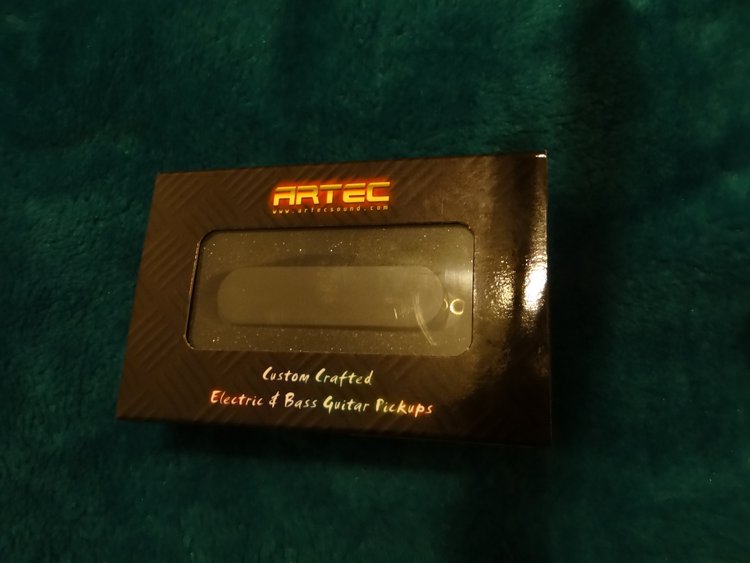 ARTEC
www.artecsound.com
Custom Crafted
Electric & Bass Guitar Pickups